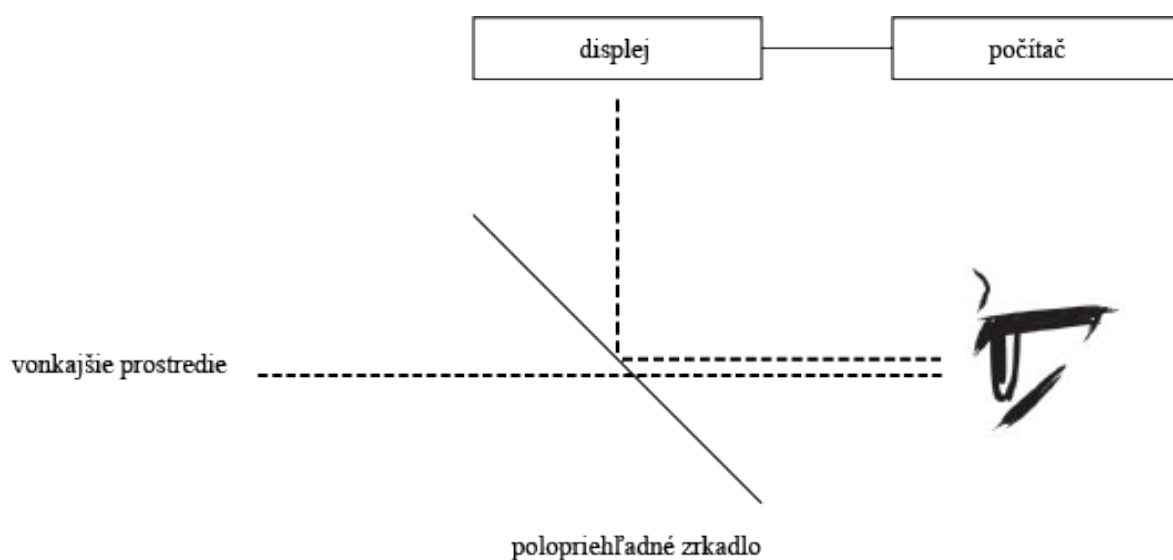 displej
počítač
vonkajšie prostredie
polopriehľadné zrkadlo